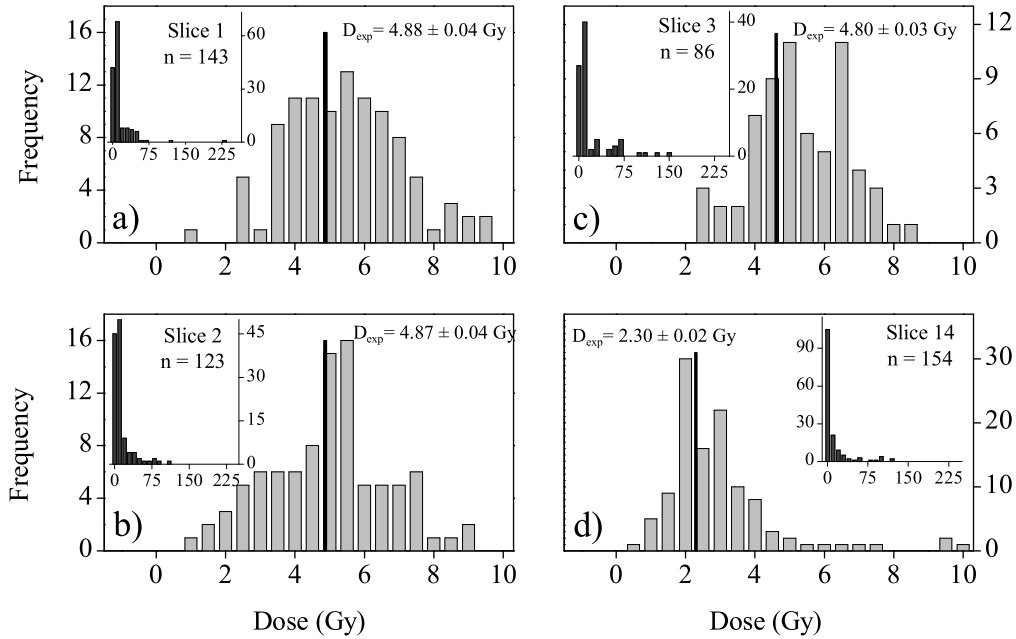 Slice 1
n = 143
D_exp = 4.88 ± 0.04 Gy
60
30
0
0 75 150 225
16
12
8
4
0
Frequency
a)
0 2 4 6 8 10
Slice 3
n = 86
D_exp = 4.80 ± 0.03 Gy
40
20
0
0 75 150 225
12
9
6
3
0
c)
0 2 4 6 8 10
Slice 2
n = 123
D_exp = 4.87 ± 0.04 Gy
45
30
15
0
0 75 150 225
16
12
8
4
0
Frequency
b)
0 2 4 6 8 10
Dose (Gy)
D_exp = 2.30 ± 0.02 Gy
Slice 14
n = 154
90
60
30
0
0 75 150 225
30
20
10
0
d)
0 2 4 6 8 10
Dose (Gy)